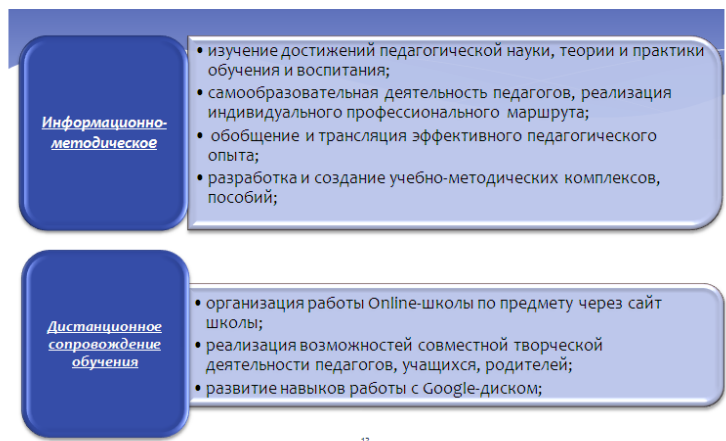 Информационно-
методическое
• изучение достижений педагогической науки, теории и практики
обучения и воспитания;
• самообразовательная деятельность педагогов, реализация
индивидуального профессионального маршрута;
• обобщение и трансляция эффективного педагогического
опыта;
• разработка и создание учебно-методических комплексов,
пособий;
Дистанционное
сопровождение
обучения
• организация работы Online-школы по предмету через сайт
школы;
• реализация возможностей совместной творческой
деятельности педагогов, учащихся, родителей;
• развитие навыков работы с Google-диском;